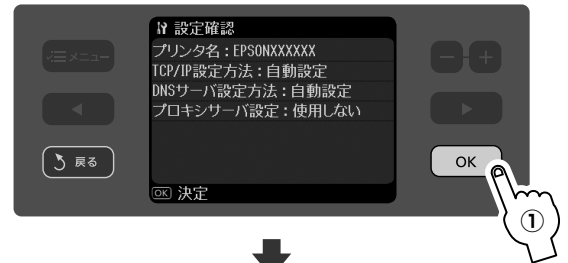 設定確認
メニュー
プリンタ名：EPSONXXXXXX
TCP/IP設定方法：自動設定
DNSサーバ設定方法：自動設定
プロキシサーバ設定：使用しない
戻る
OK
OK 決定
①